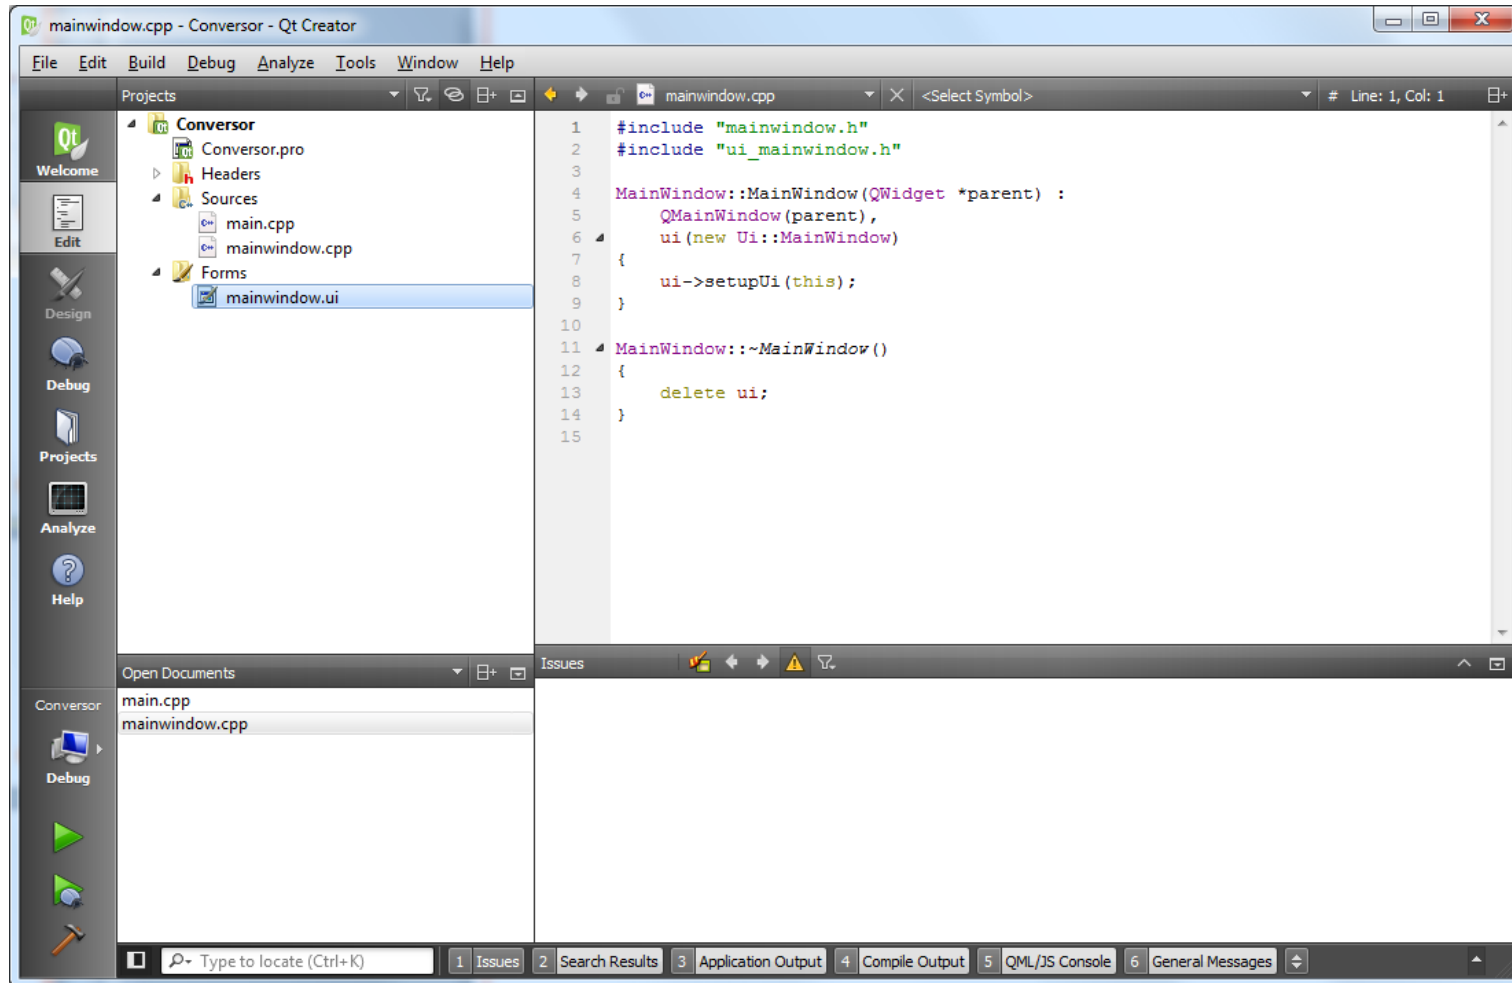 mainwindow.cpp - Conversor - Qt Creator
File Edit Build Debug Analyze Tools Window Help
Projects
mainwindow.cpp <Select Symbol> # Line: 1, Col: 1
Welcome
Edit
Design
Debug
Projects
Analyze
Help
Conversor
Debug
Conversor
Conversor.pro
Headers
Sources
main.cpp
mainwindow.cpp
Forms
mainwindow.ui
1 #include "mainwindow.h"
2 #include "ui_mainwindow.h"
3
4 MainWindow::MainWindow(QWidget *parent) :
5 QMainWindow(parent),
6 ui(new Ui::MainWindow)
7 {
8 ui->setupUi(this);
9 }
10
11 MainWindow::~MainWindow()
12 {
13 delete ui;
14 }
15
Open Documents
main.cpp
mainwindow.cpp
Issues
Type to locate (Ctrl+K) 1 Issues 2 Search Results 3 Application Output 4 Compile Output 5 QML/JS Console 6 General Messages